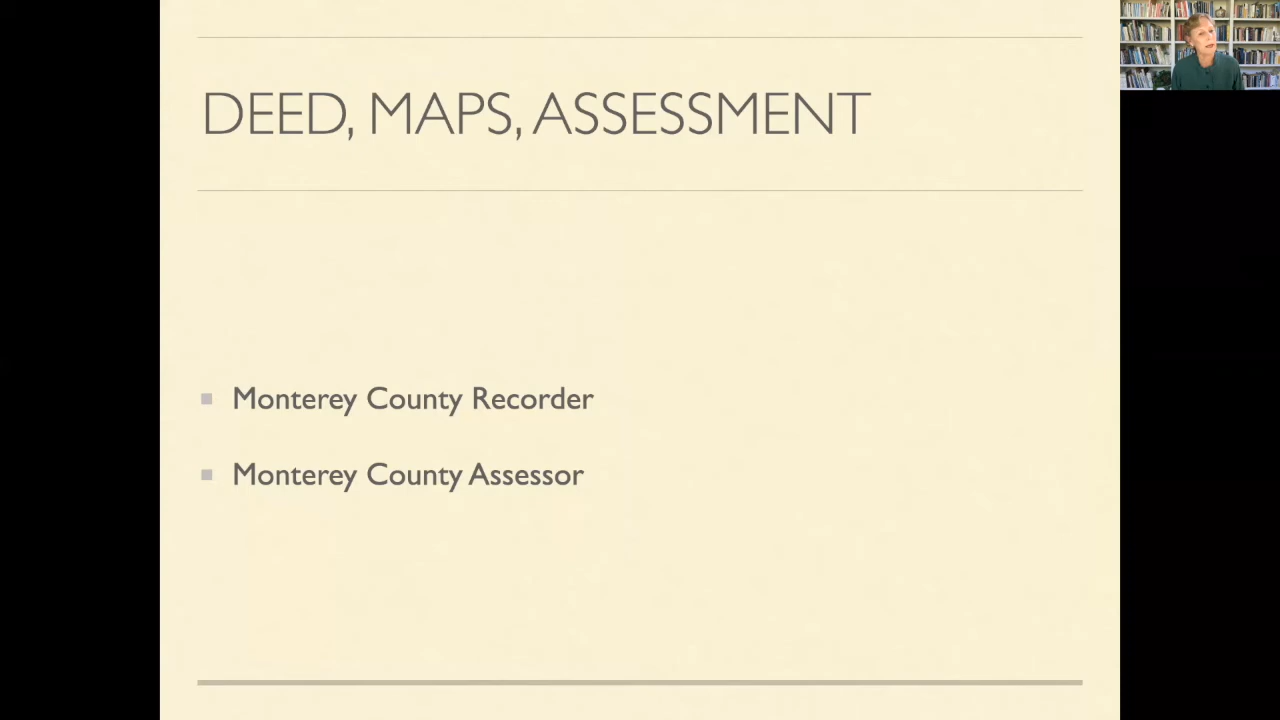 DEED, MAPS, ASSESSMENT
Monterey County Recorder
Monterey County Assessor